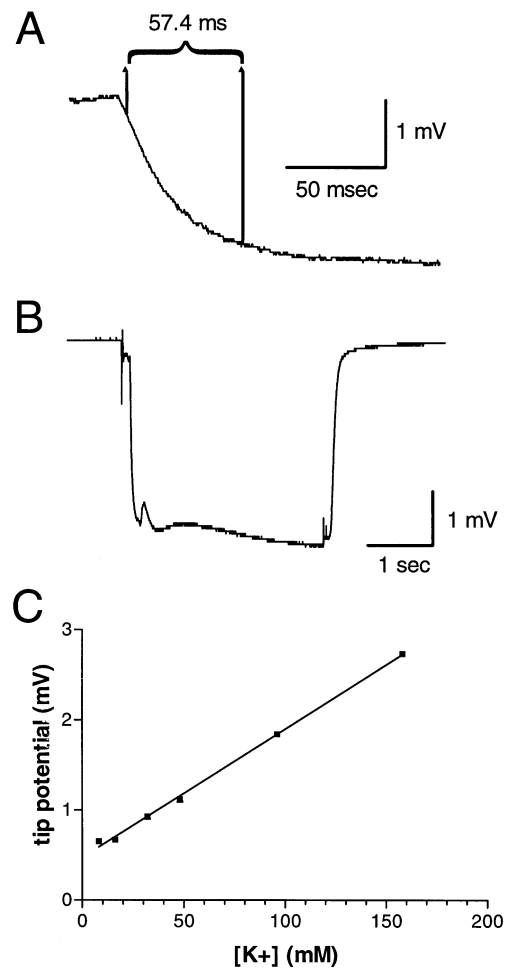 A
57.4 ms
1 mV
50 msec
B
1 mV
1 sec
C
3
2
1
0
tip potential (mV)
0 50 100 150 200
[K+] (mM)